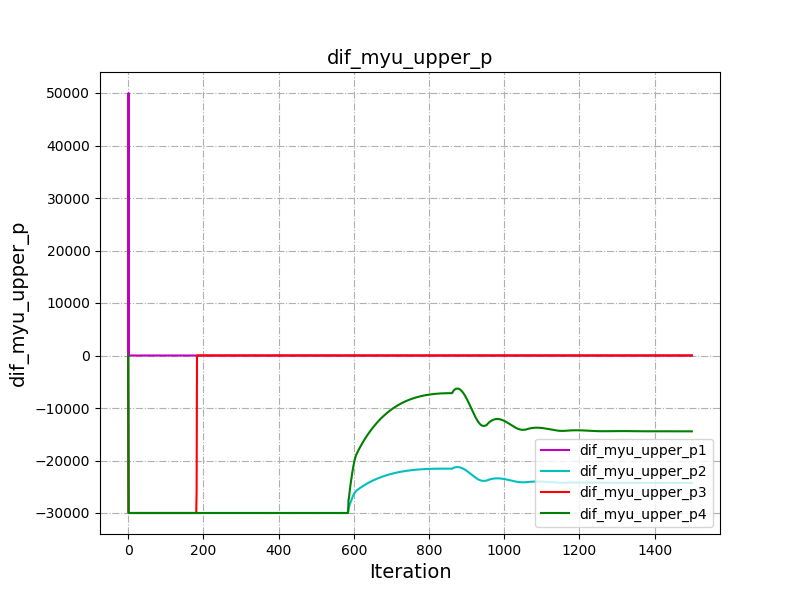 dif_myu_upper_p
dif_myu_upper_p
50000
40000
30000
20000
10000
0
−10000
−20000
−30000
0 200 400 600 800 1000 1200 1400
Iteration
dif_myu_upper_p1
dif_myu_upper_p2
dif_myu_upper_p3
dif_myu_upper_p4